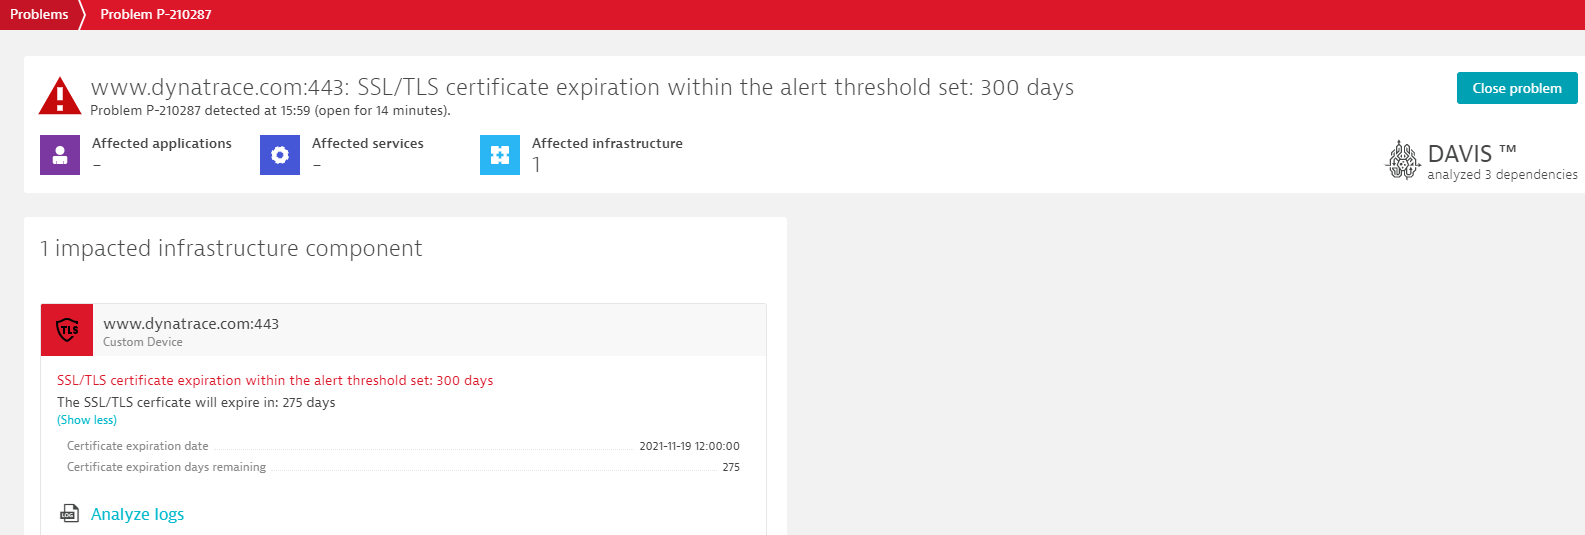 Problems
Problem P-210287
www.dynatrace.com:443: SSL/TLS certificate expiration within the alert threshold set: 300 days
Problem P-210287 detected at 15:59 (open for 14 minutes).
Close problem
Affected applications
–
Affected services
–
Affected infrastructure
1
DAVIS ™
analyzed 3 dependencies
1 impacted infrastructure component
TLS
www.dynatrace.com:443
Custom Device
SSL/TLS certificate expiration within the alert threshold set: 300 days
The SSL/TLS cerficate will expire in: 275 days
(Show less)
Certificate expiration date 2021-11-19 12:00:00
Certificate expiration days remaining 275
LOG
Analyze logs